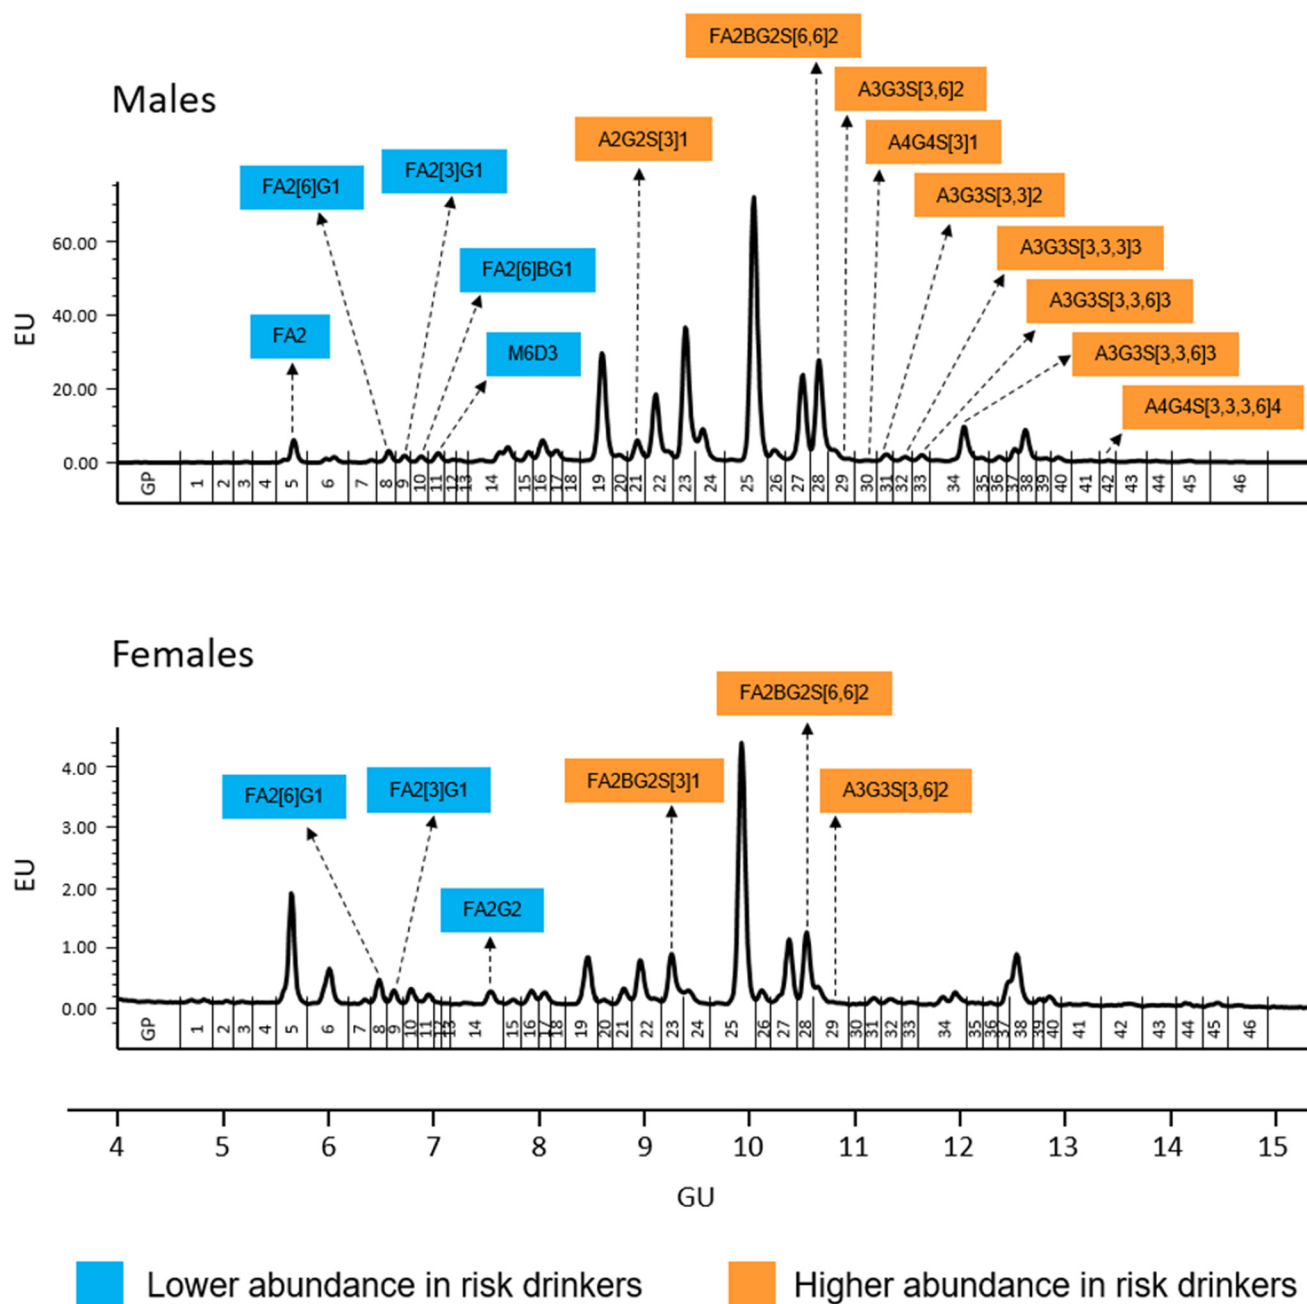 Males
FA2BG2S[6,6]2
A3G3S[3,6]2
A2G2S[3]1
A4G4S[3]1
FA2[6]G1
FA2[3]G1
A3G3S[3,3]2
FA2[6]BG1
A3G3S[3,3,3]3
A3G3S[3,3,6]3
FA2
M6D3
A3G3S[3,3,6]3
A4G4S[3,3,3,6]4
EU
60.00
40.00
20.00
0.00
GP 1 2 3 4 5 6 7 8 9 10 11 12 13 14 15 16 17 18 19 20 21 22 23 24 25 26 27 28 29 30 31 32 33 34 35 36 37 38 39 40 41 42 43 44 45 46
Females
FA2BG2S[6,6]2
FA2[6]G1
FA2[3]G1
FA2BG2S[3]1
A3G3S[3,6]2
FA2G2
EU
4.00
3.00
2.00
1.00
0.00
GP 1 2 3 4 5 6 7 8 9 10 11 12 13 14 15 16 17 18 19 20 21 22 23 24 25 26 27 28 29 30 31 32 33 34 35 36 37 38 39 40 41 42 43 44 45 46
4 5 6 7 8 9 10 11 12 13 14 15
GU
Lower abundance in risk drinkers
Higher abundance in risk drinkers